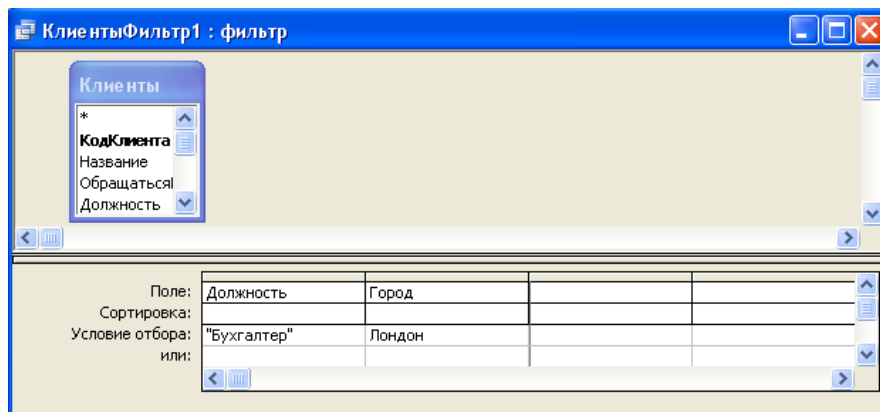 КлиентыФильтр1 : фильтр
Клиенты
*
КодКлиента
Название
Обращаться
Должность
Поле: Должность Город
Сортировка:
Условие отбора: "Бухгалтер" Лондон
или: